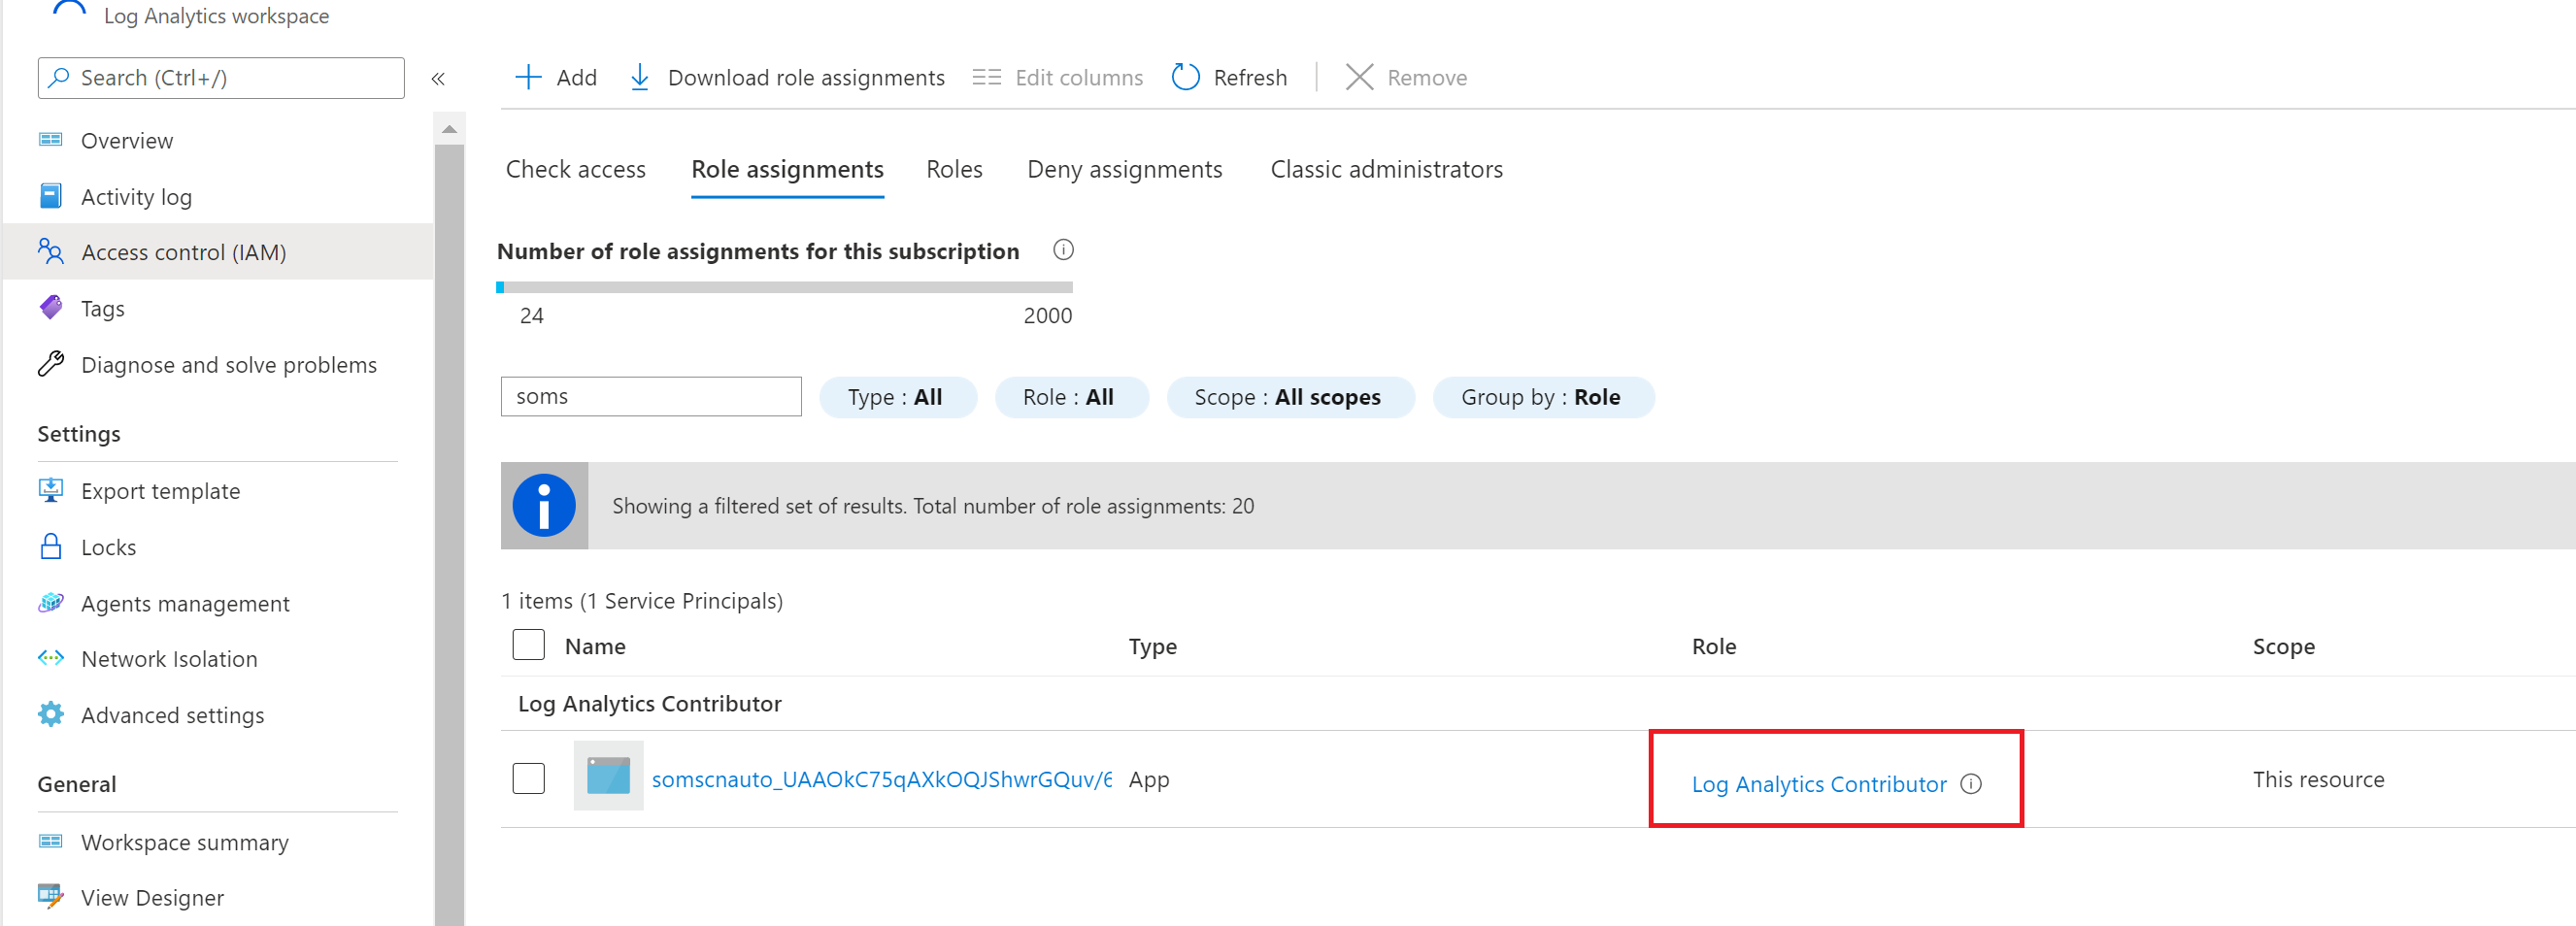 Log Analytics workspace
Search (Ctrl+/)
«
Add
Download role assignments
Edit columns
Refresh
Remove
Overview
Activity log
Access control (IAM)
Tags
Diagnose and solve problems
Settings
Export template
Locks
Agents management
Network Isolation
Advanced settings
General
Workspace summary
View Designer
Check access
Role assignments
Roles
Deny assignments
Classic administrators
Number of role assignments for this subscription
24
2000
soms
Type : All
Role : All
Scope : All scopes
Group by : Role
Showing a filtered set of results. Total number of role assignments: 20
1 items (1 Service Principals)
Name
Type
Role
Scope
Log Analytics Contributor
somscnauto_UAAOkC75qAXkOQJShwrGQuv/6
App
Log Analytics Contributor
This resource